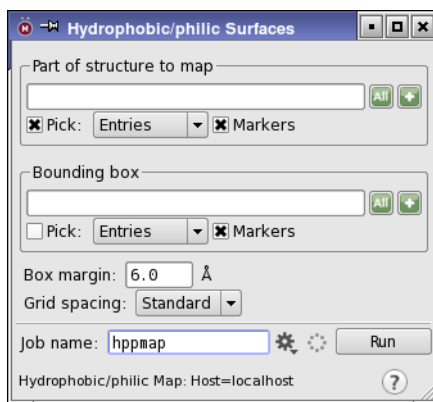 Hydrophobic/philic Surfaces
Part of structure to map
All
Pick: Entries Markers
Bounding box
All
Pick: Entries Markers
Box margin: 6.0 Å
Grid spacing: Standard
Job name: hppmap Run
Hydrophobic/philic Map: Host=localhost ?